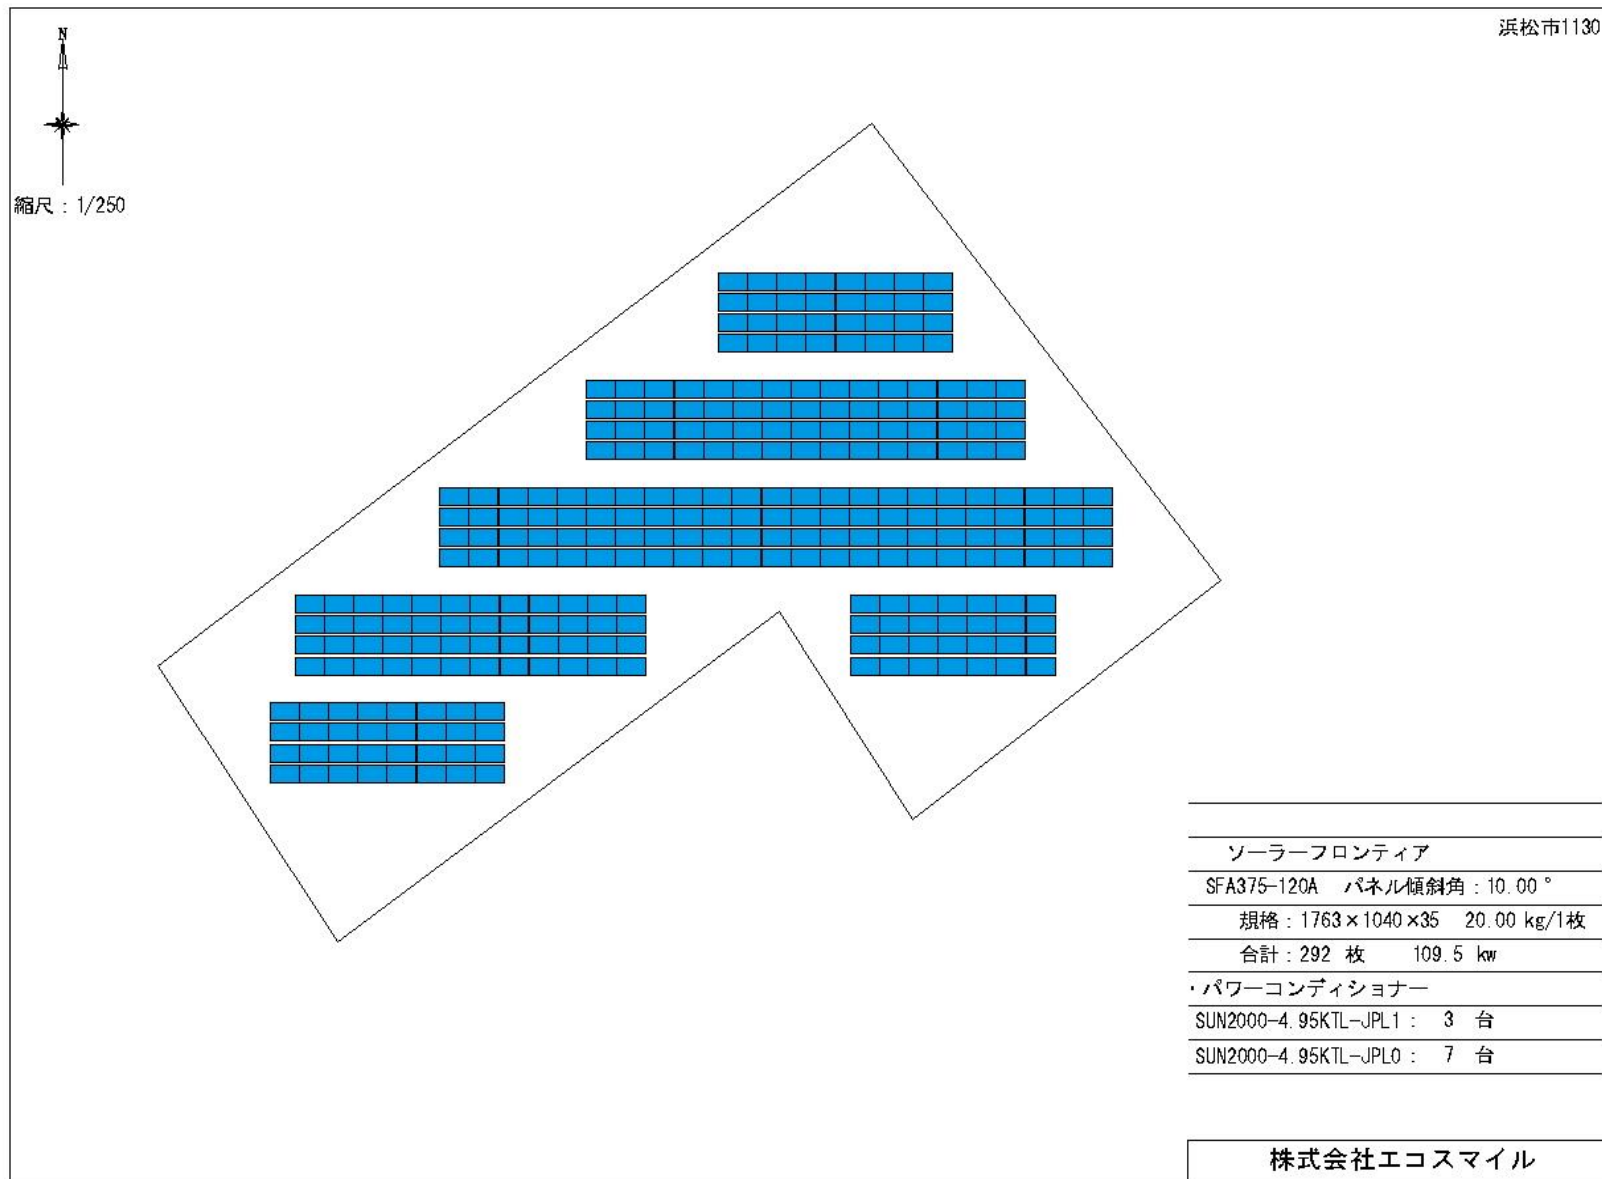 浜松市1130
N
縮尺：1/250
ソーラーフロンティア
SFA375-120A パネル傾斜角：10.00°
規格：1763×1040×35 20.00 kg/1枚
合計：292 枚 109.5 kw
・パワーコンディショナー
SUN2000-4.95KTL-JPL1： 3 台
SUN2000-4.95KTL-JPL0： 7 台
株式会社エコスマイル